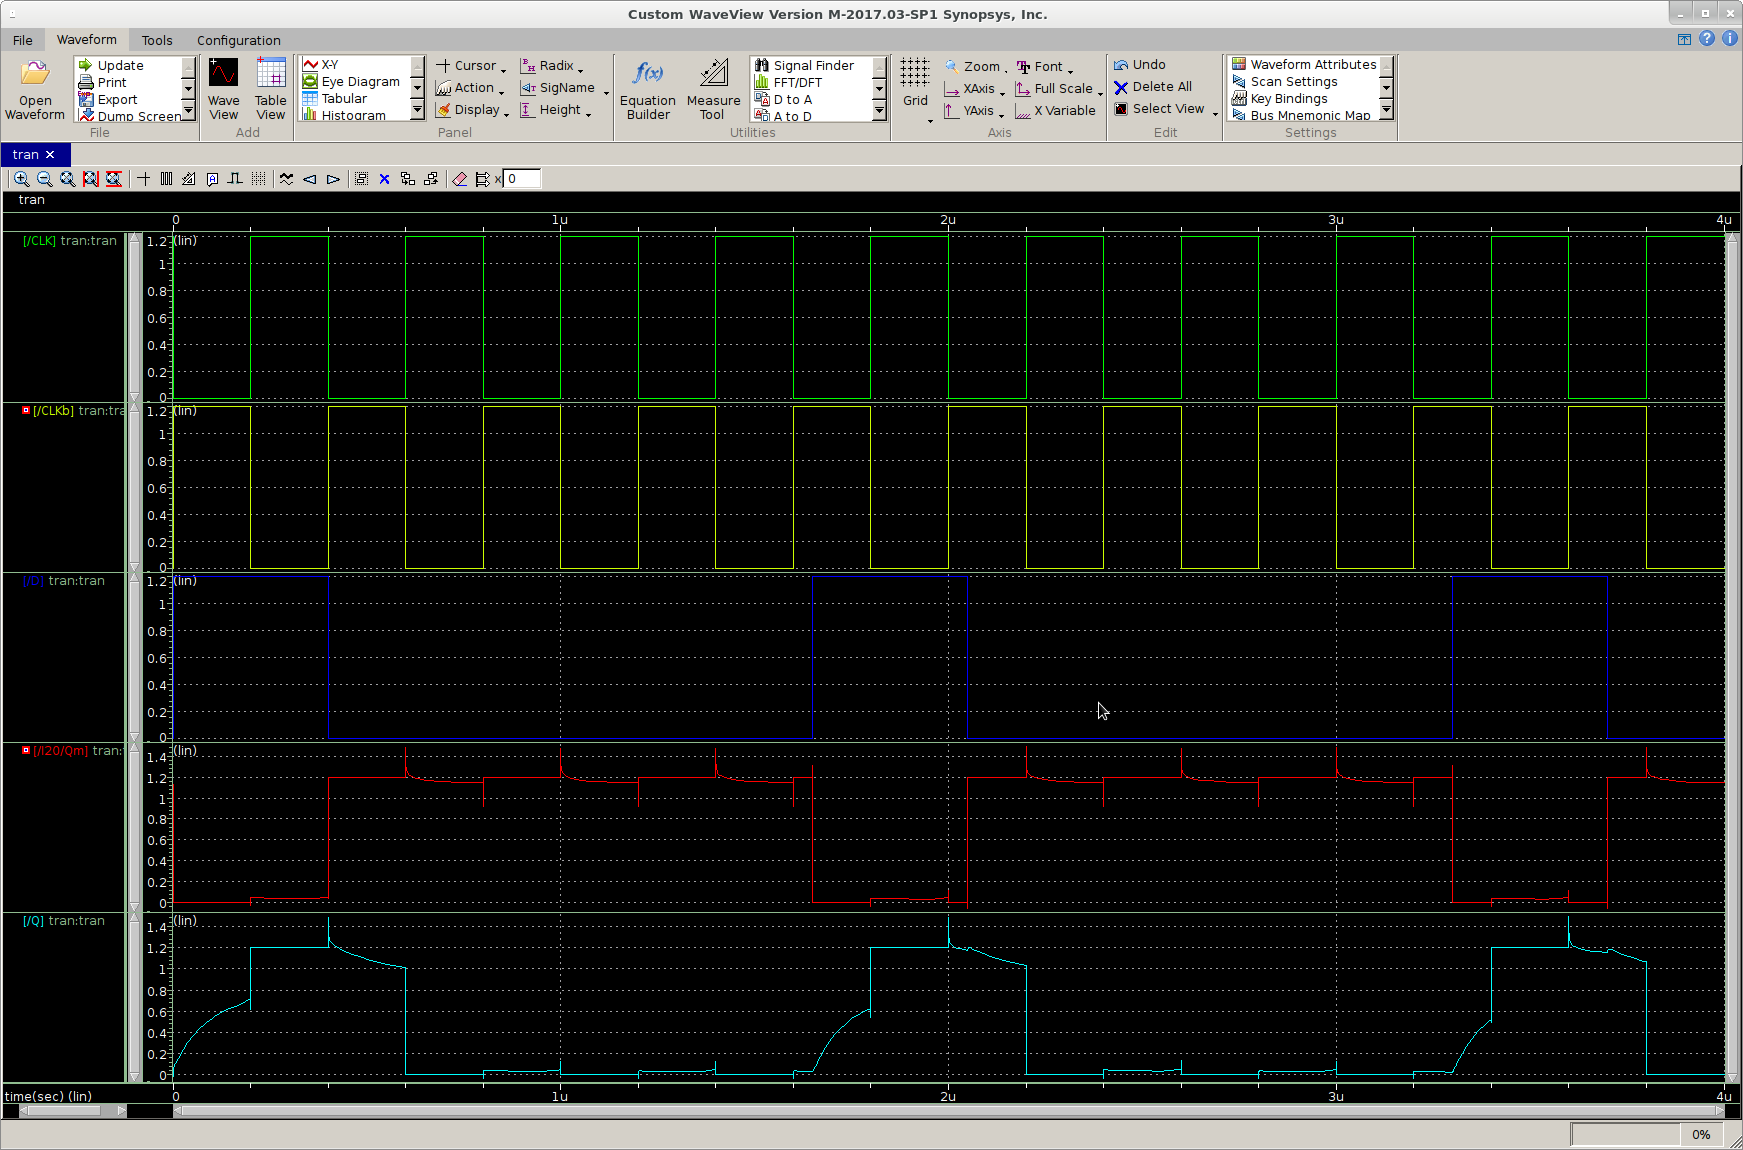 Custom WaveView Version M-2017.03-SP1 Synopsys, Inc.
File Waveform Tools Configuration
Open Waveform
Update
Print
Export
Dump Screen
File
Wave View
Table View
Add
X-Y
Eye Diagram
Tabular
Histogram
Cursor
Action
Display
Radix
SigName
Height
Panel
Equation Builder
Measure Tool
Signal Finder
FFT/DFT
D to A
A to D
Utilities
Grid
Zoom
XAxis
YAxis
Font
Full Scale
X Variable
Axis
Undo
Delete All
Select View
Edit
Waveform Attributes
Scan Settings
Key Bindings
Bus Mnemonic Map
Settings
tran
x 0
tran
0 1u 2u 3u 4u
[/CLK] tran:tran
(lin)
1.2
1
0.8
0.6
0.4
0.2
0
[/CLKb] tran:tra
(lin)
1.2
1
0.8
0.6
0.4
0.2
0
[/D] tran:tran
(lin)
1.2
1
0.8
0.6
0.4
0.2
0
[/I20/Qm] tran:
(lin)
1.4
1.2
1
0.8
0.6
0.4
0.2
0
[/Q] tran:tran
(lin)
1.4
1.2
1
0.8
0.6
0.4
0.2
0
time(sec) (lin)
0 1u 2u 3u 4u
0%